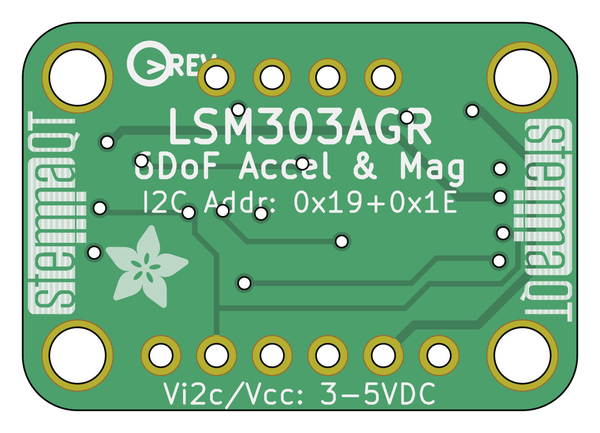 REV
LSM303AGR
6DoF Accel & Mag
I2C Addr: 0x19+0x1E
stemmaQT
stemmaQT
Vi2c/Vcc: 3-5VDC